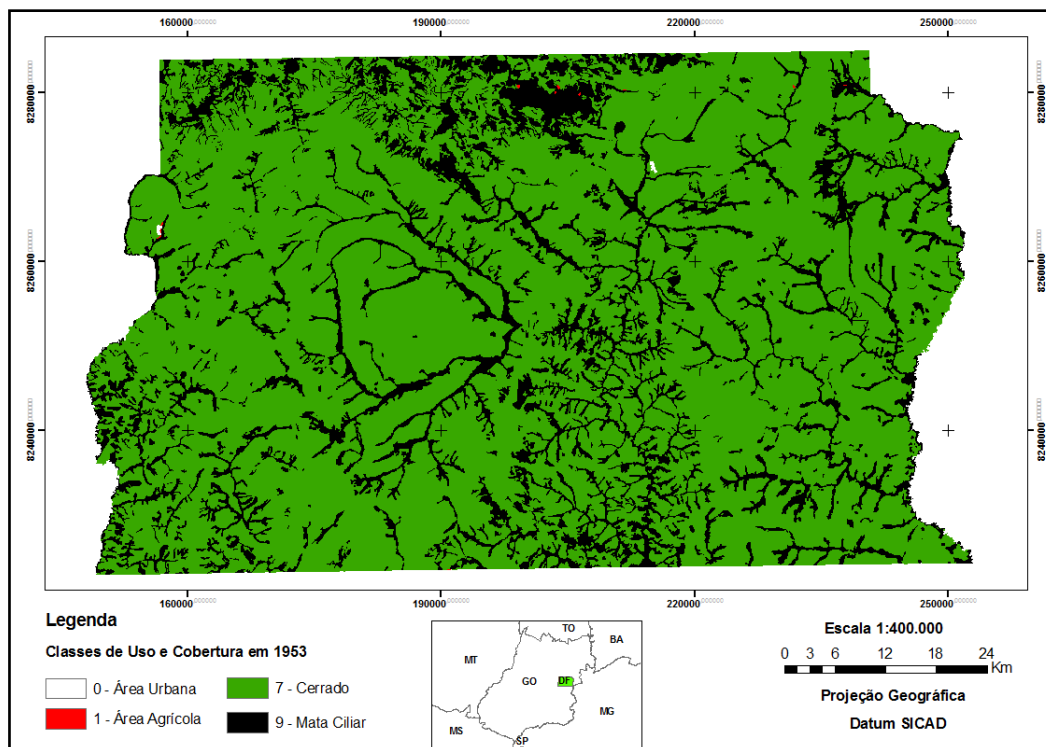 160000 190000 220000 250000
8280000 8280000
8260000 8260000
8240000 8240000
160000 190000 220000 250000
Legenda
Classes de Uso e Cobertura em 1953
0 - Área Urbana
7 - Cerrado
1 - Área Agrícola
9 - Mata Ciliar
TO
BA
MT
GO
DF
MG
MS
SP
Escala 1:400.000
0 3 6 12 18 24
Km
Projeção Geográfica
Datum SICAD